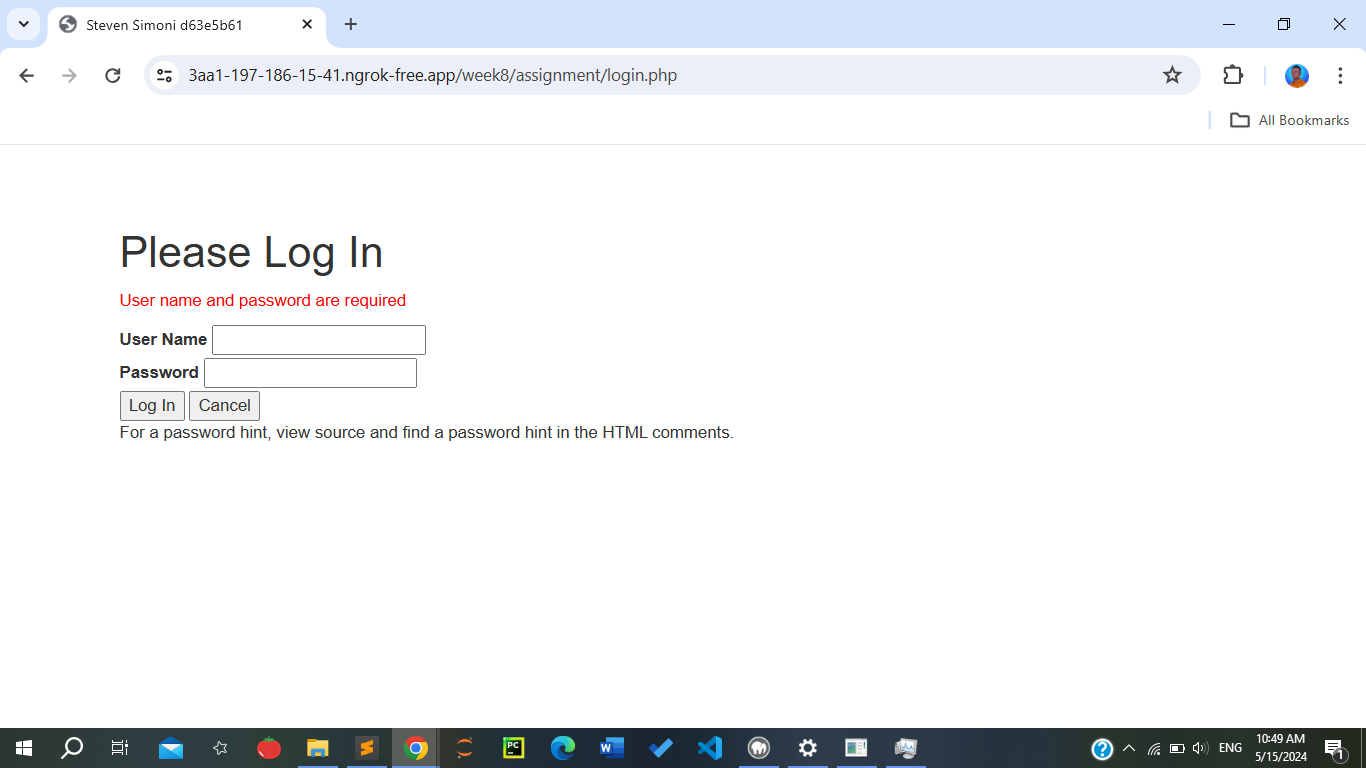 Steven Simoni d63e5b61
3aa1-197-186-15-41.ngrok-free.app/week8/assignment/login.php
All Bookmarks
Please Log In
User name and password are required
User Name
Password
Log In Cancel
For a password hint, view source and find a password hint in the HTML comments.
PC
W
ENG
10:49 AM
5/15/2024
1